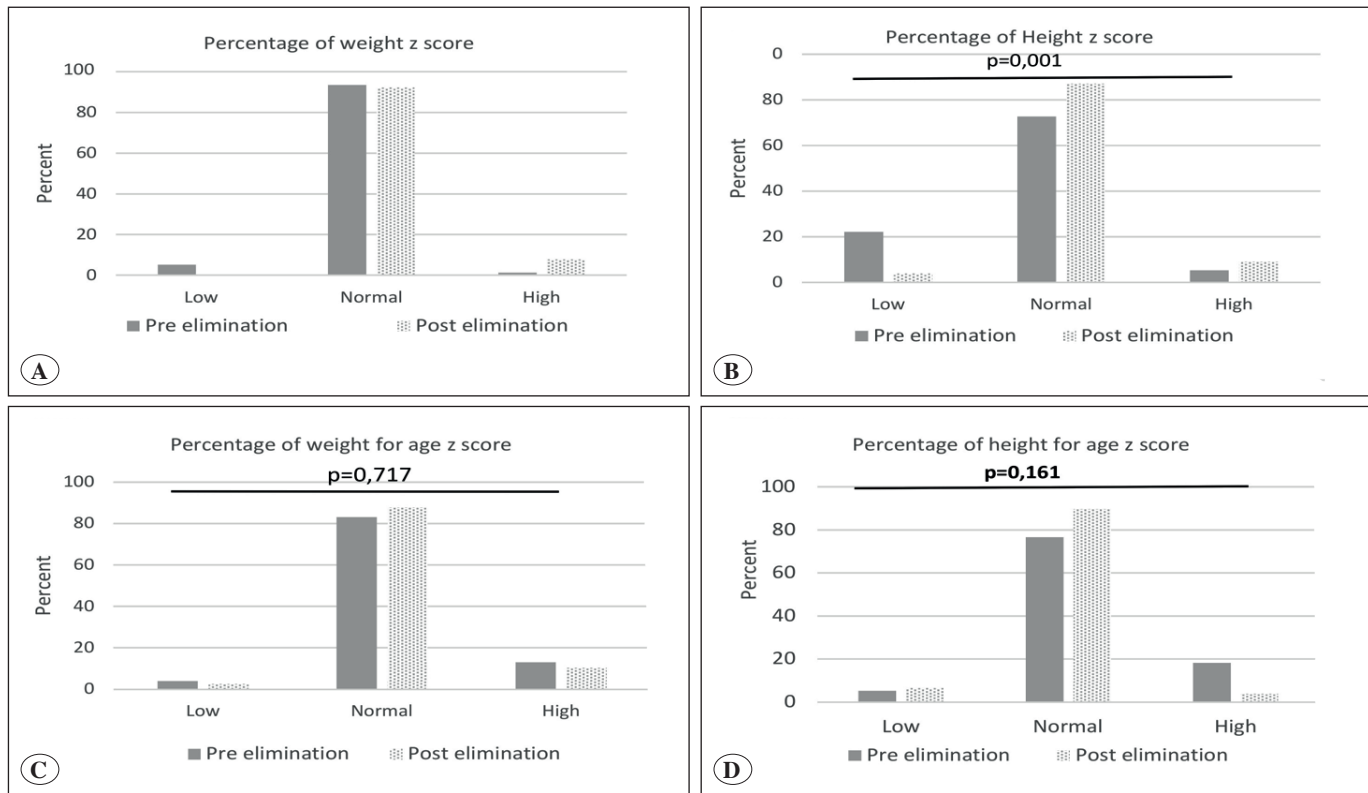 Percentage of weight z score
100
80
60
40
20
0
Percent
Low Normal High
Pre elimination Post elimination
A
Percentage of Height z score
p=0,001
0
80
60
40
20
0
Percent
Low Normal High
Pre elimination Post elimination
B
Percentage of weight for age z score
p=0,717
100
80
60
40
20
0
Percent
Low Normal High
Pre elimination Post elimination
C
Percentage of height for age z score
p=0,161
100
80
60
40
20
0
Percent
Low Normal High
Pre elimination Post elimination
D